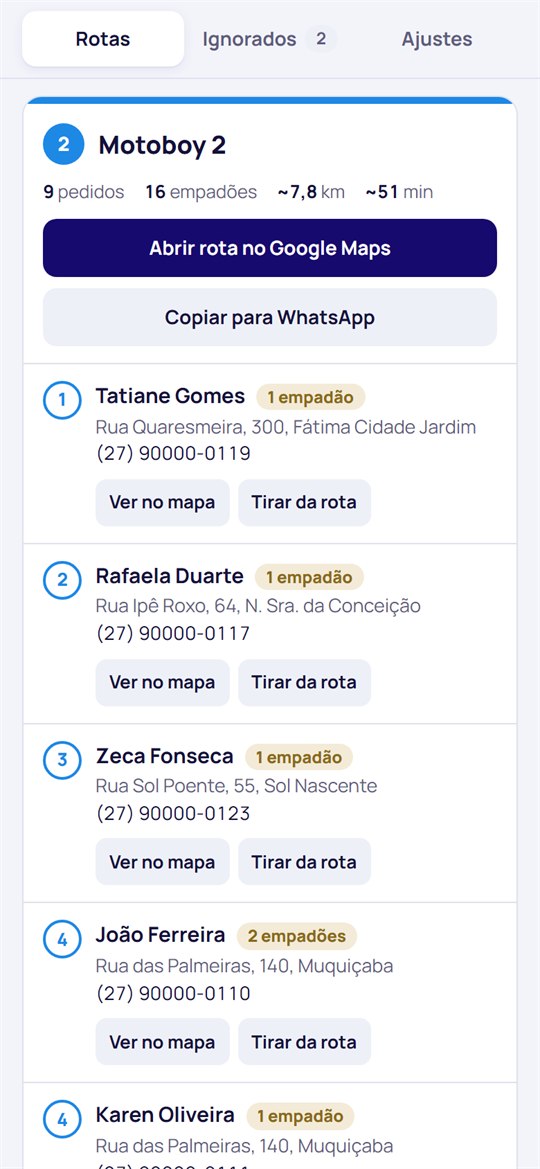 Rotas Ignorados 2 Ajustes
2 Motoboy 2
9 pedidos 16 empadões ~7,8 km ~51 min
Abrir rota no Google Maps
Copiar para WhatsApp
1 Tatiane Gomes 1 empadão
Rua Quaresmeira, 300, Fátima Cidade Jardim
(27) 90000-0119
Ver no mapa Tirar da rota
2 Rafaela Duarte 1 empadão
Rua Ipê Roxo, 64, N. Sra. da Conceição
(27) 90000-0117
Ver no mapa Tirar da rota
3 Zeca Fonseca 1 empadão
Rua Sol Poente, 55, Sol Nascente
(27) 90000-0123
Ver no mapa Tirar da rota
4 João Ferreira 2 empadões
Rua das Palmeiras, 140, Muquiçaba
(27) 90000-0110
Ver no mapa Tirar da rota
4 Karen Oliveira 1 empadão
Rua das Palmeiras, 140, Muquiçaba